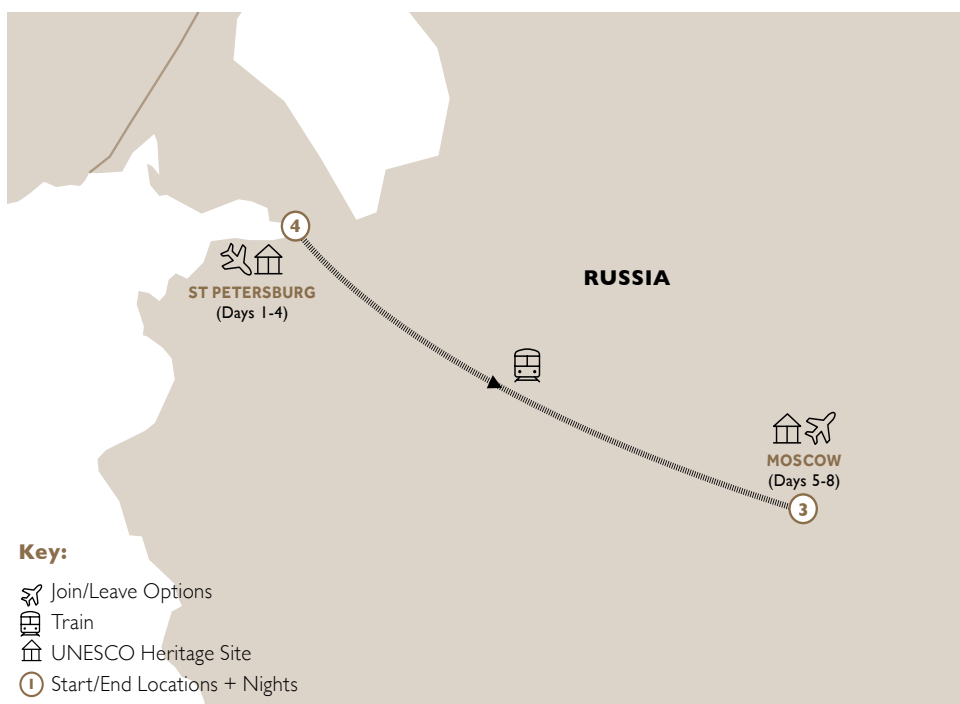 4
ST PETERSBURG
(Days 1-4)
RUSSIA
MOSCOW
(Days 5-8)
3
Key:
Join/Leave Options
Train
UNESCO Heritage Site
1 Start/End Locations + Nights